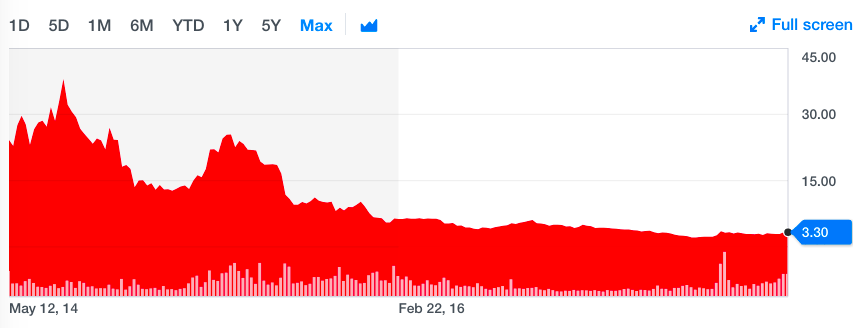 1D 5D 1M 6M YTD 1Y 5Y Max Full screen
45.00
30.00
15.00
3.30
May 12, 14 Feb 22, 16